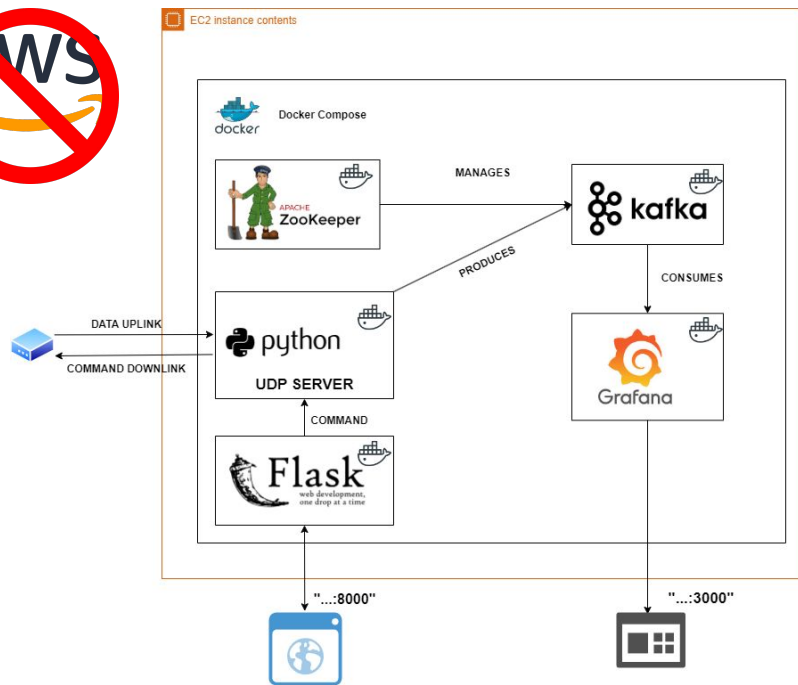 WS
EC2 instance contents
docker
Docker Compose
APACHE
ZooKeeper
MANAGES
kafka
PRODUCES
CONSUMES
DATA UPLINK
COMMAND DOWNLINK
python
UDP SERVER
Grafana
COMMAND
Flask
web development,
one drop at a time
"...:8000"
"...:3000"